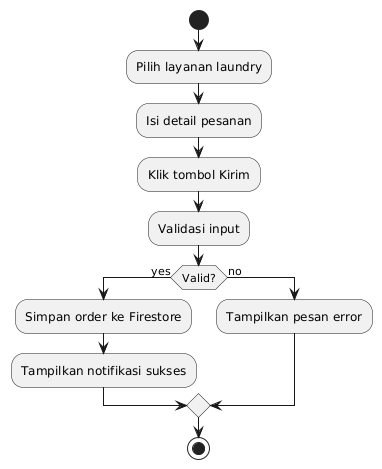 Pilih layanan laundry
Isi detail pesanan
Klik tombol Kirim
Validasi input
yes
Valid?
no
Simpan order ke Firestore
Tampilkan pesan error
Tampilkan notifikasi sukses